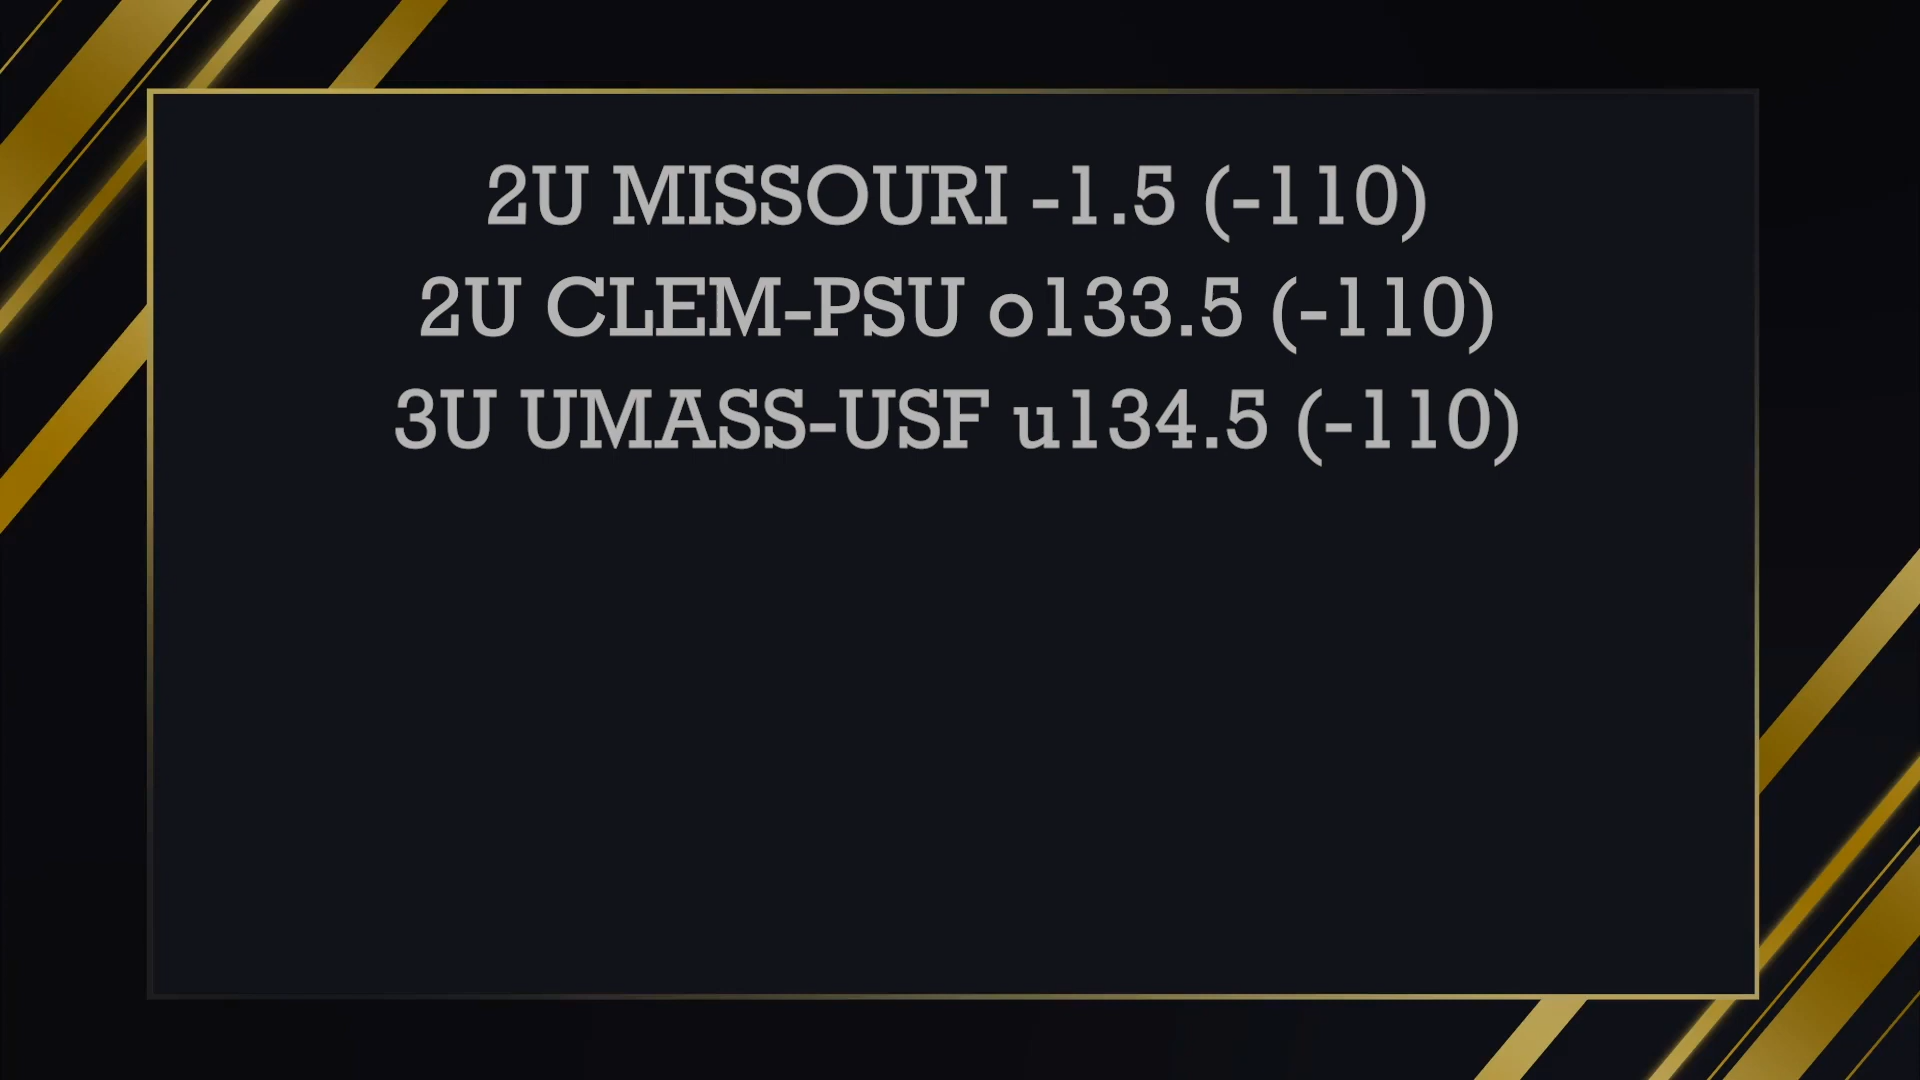 2U MISSOURI -1.5 (-110)
2U CLEM-PSU o133.5 (-110)
3U UMASS-USF u134.5 (-110)